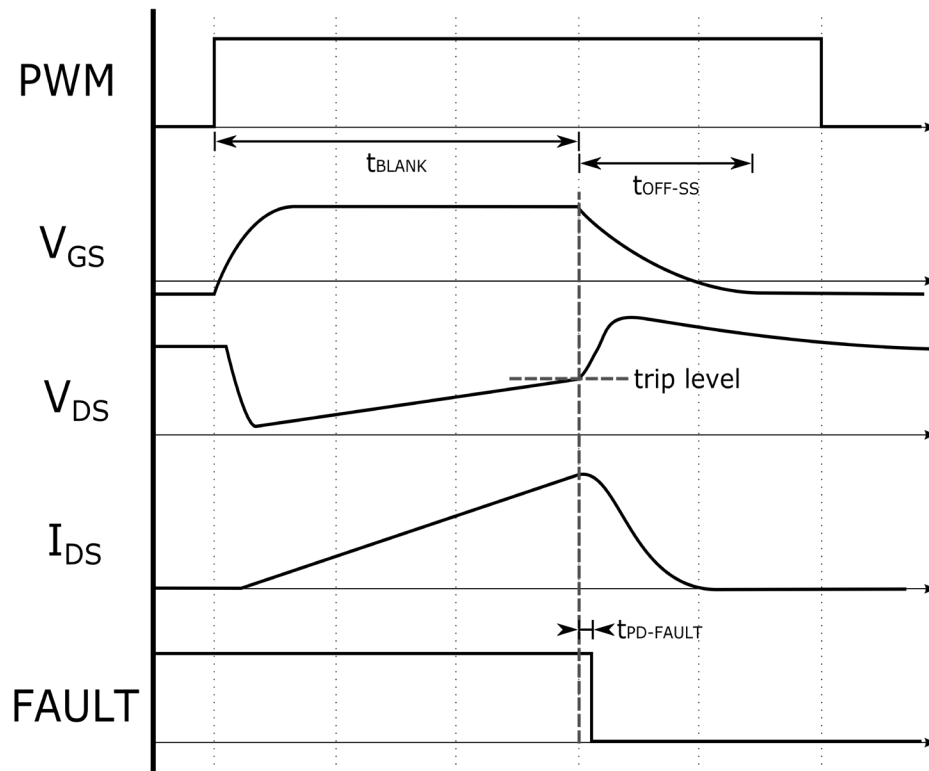 PWM
tBLANK
tOFF-SS
VGS
trip level
VDS
IDS
tPD-FAULT
FAULT